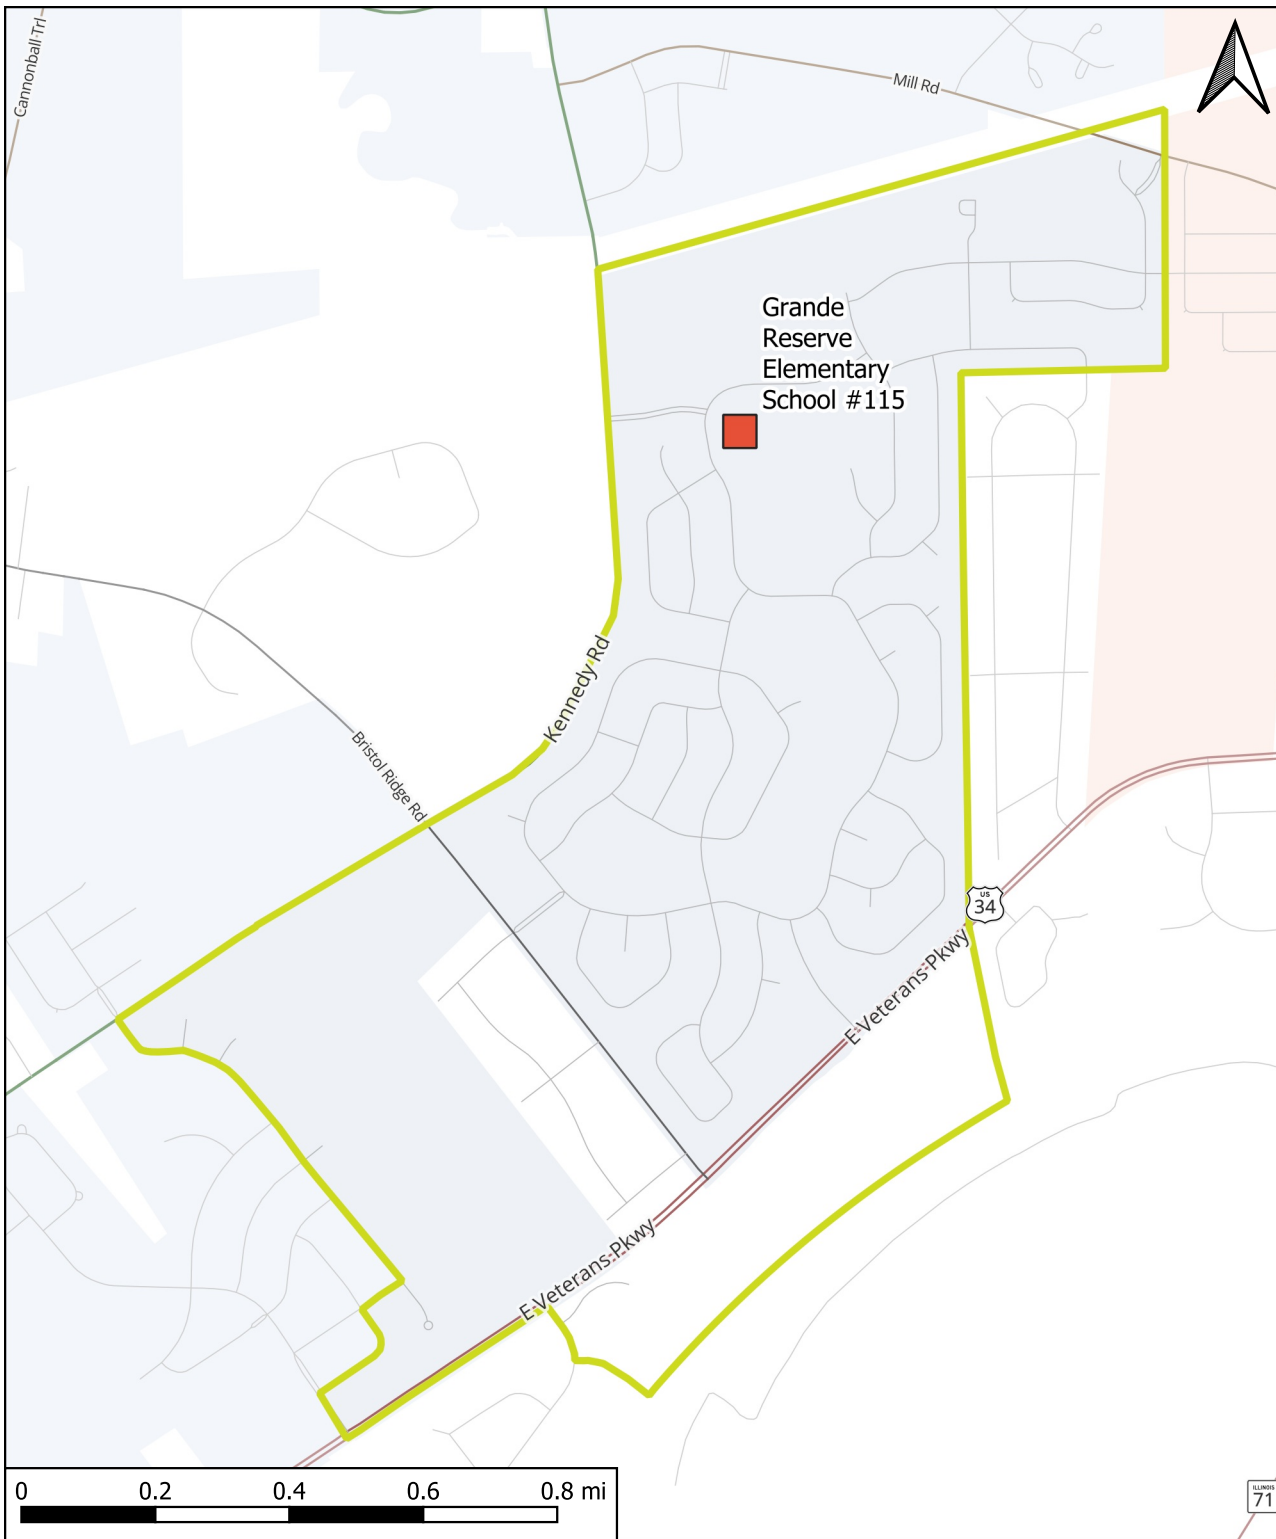 Cannonball Trl
Mill Rd
Grande
Reserve
Elementary
School #115
Kennedy Rd
Bristol Ridge Rd
US
34
E Veterans Pkwy
E Veterans Pkwy
0 0.2 0.4 0.6 0.8 mi
ILLINOIS
71